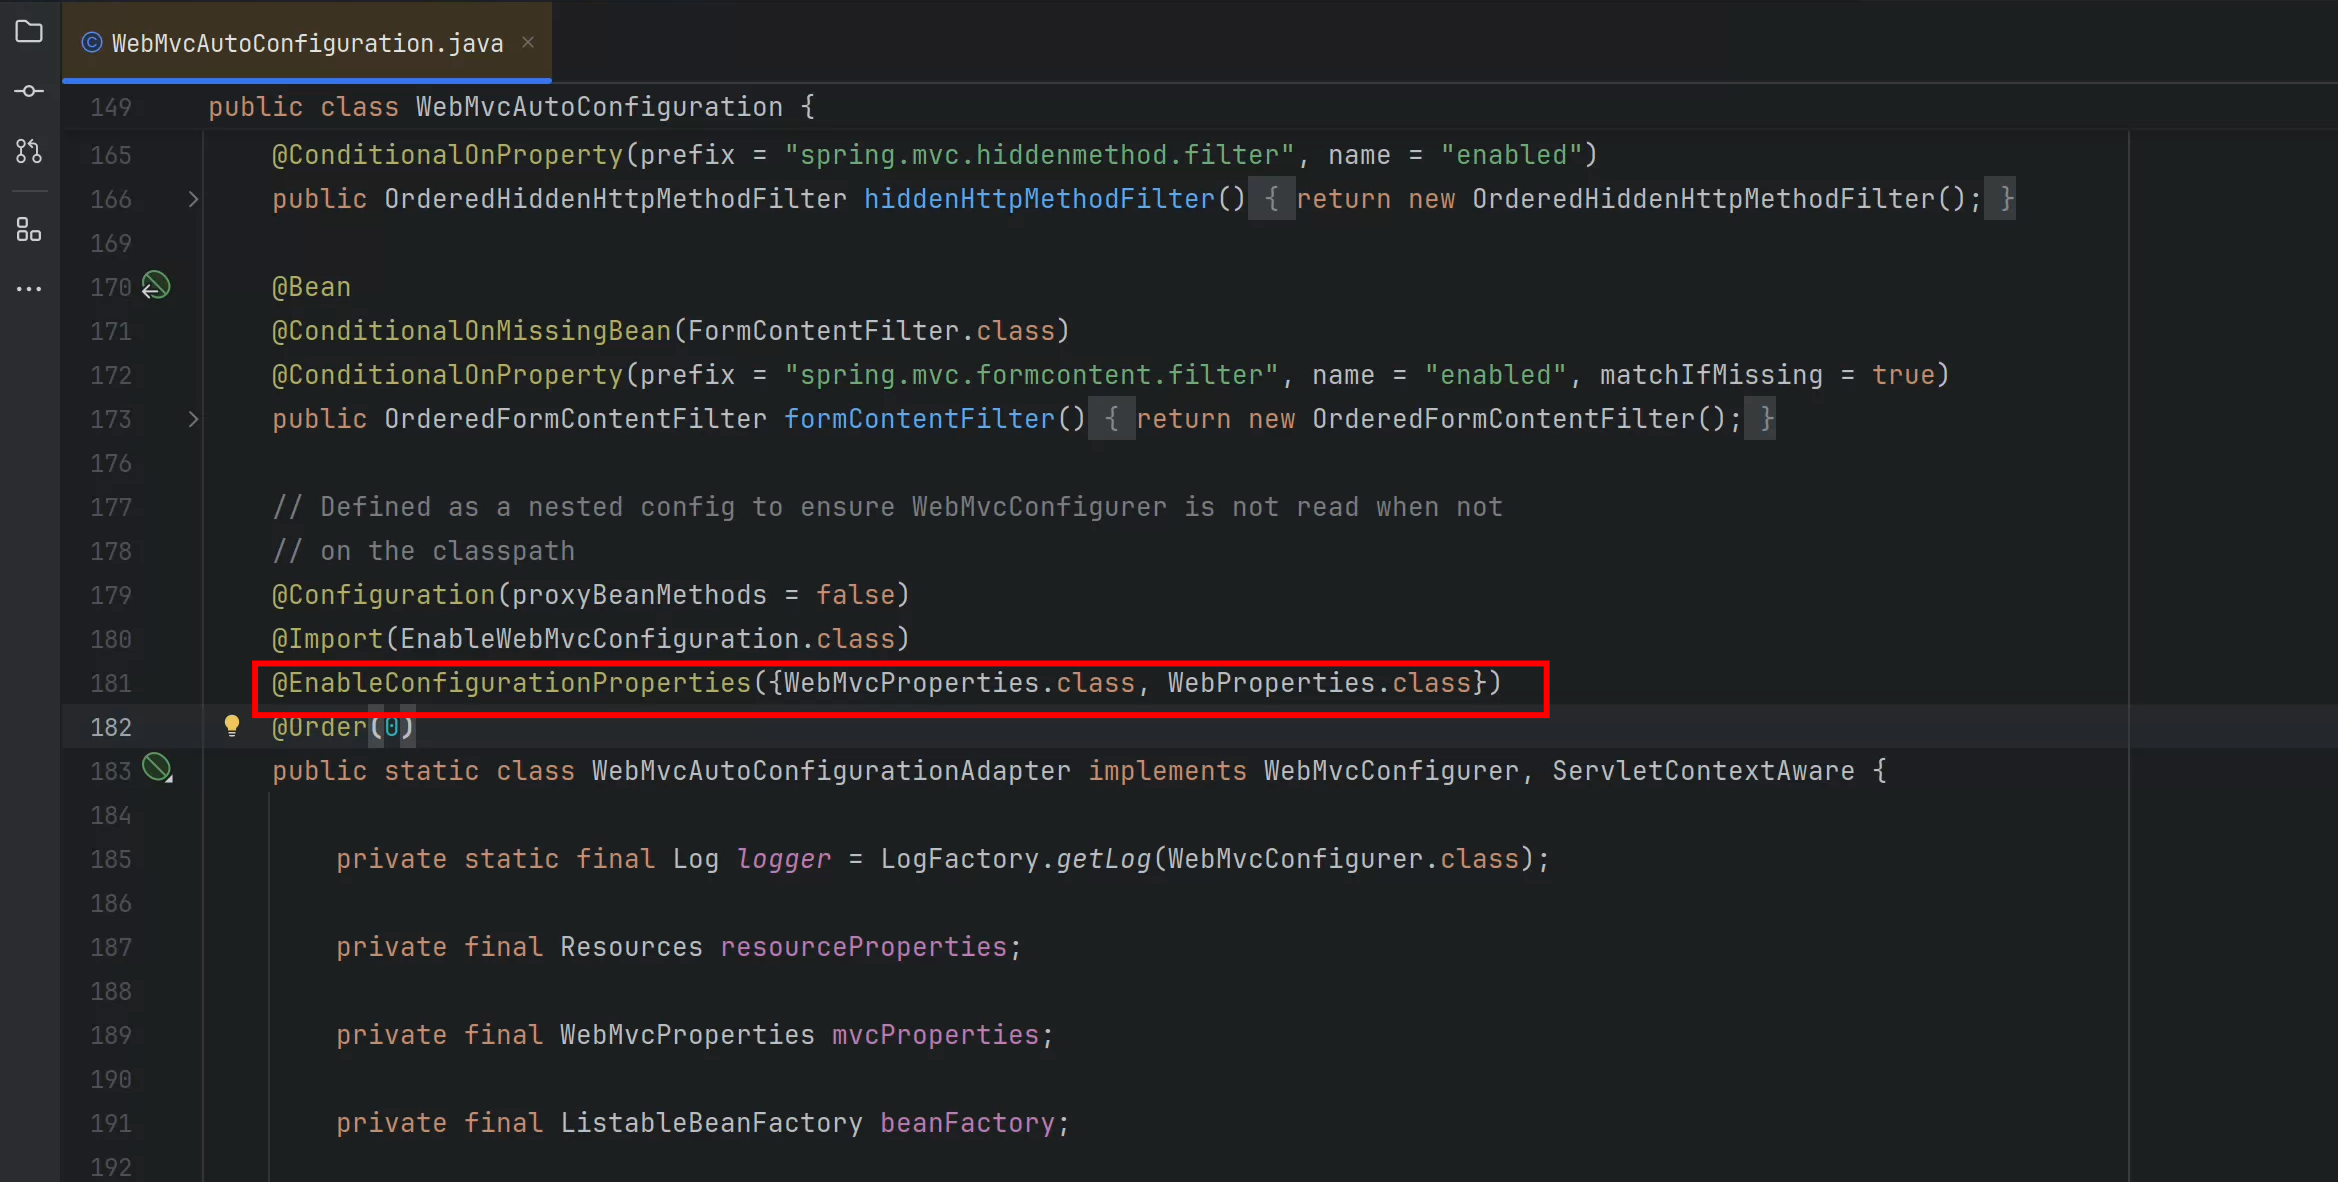 WebMvcAutoConfiguration.java
149 public class WebMvcAutoConfiguration {
165 @ConditionalOnProperty(prefix = "spring.mvc.hiddenmethod.filter", name = "enabled")
166 public OrderedHiddenHttpMethodFilter hiddenHttpMethodFilter() { return new OrderedHiddenHttpMethodFilter(); }
169
170 @Bean
171 @ConditionalOnMissingBean(FormContentFilter.class)
172 @ConditionalOnProperty(prefix = "spring.mvc.formcontent.filter", name = "enabled", matchIfMissing = true)
173 public OrderedFormContentFilter formContentFilter() { return new OrderedFormContentFilter(); }
176
177 // Defined as a nested config to ensure WebMvcConfigurer is not read when not
178 // on the classpath
179 @Configuration(proxyBeanMethods = false)
180 @Import(EnableWebMvcConfiguration.class)
181 @EnableConfigurationProperties({WebMvcProperties.class, WebProperties.class})
182 @Order(0)
183 public static class WebMvcAutoConfigurationAdapter implements WebMvcConfigurer, ServletContextAware {
184
185 private static final Log logger = LogFactory.getLog(WebMvcConfigurer.class);
186
187 private final Resources resourceProperties;
188
189 private final WebMvcProperties mvcProperties;
190
191 private final ListableBeanFactory beanFactory;
192